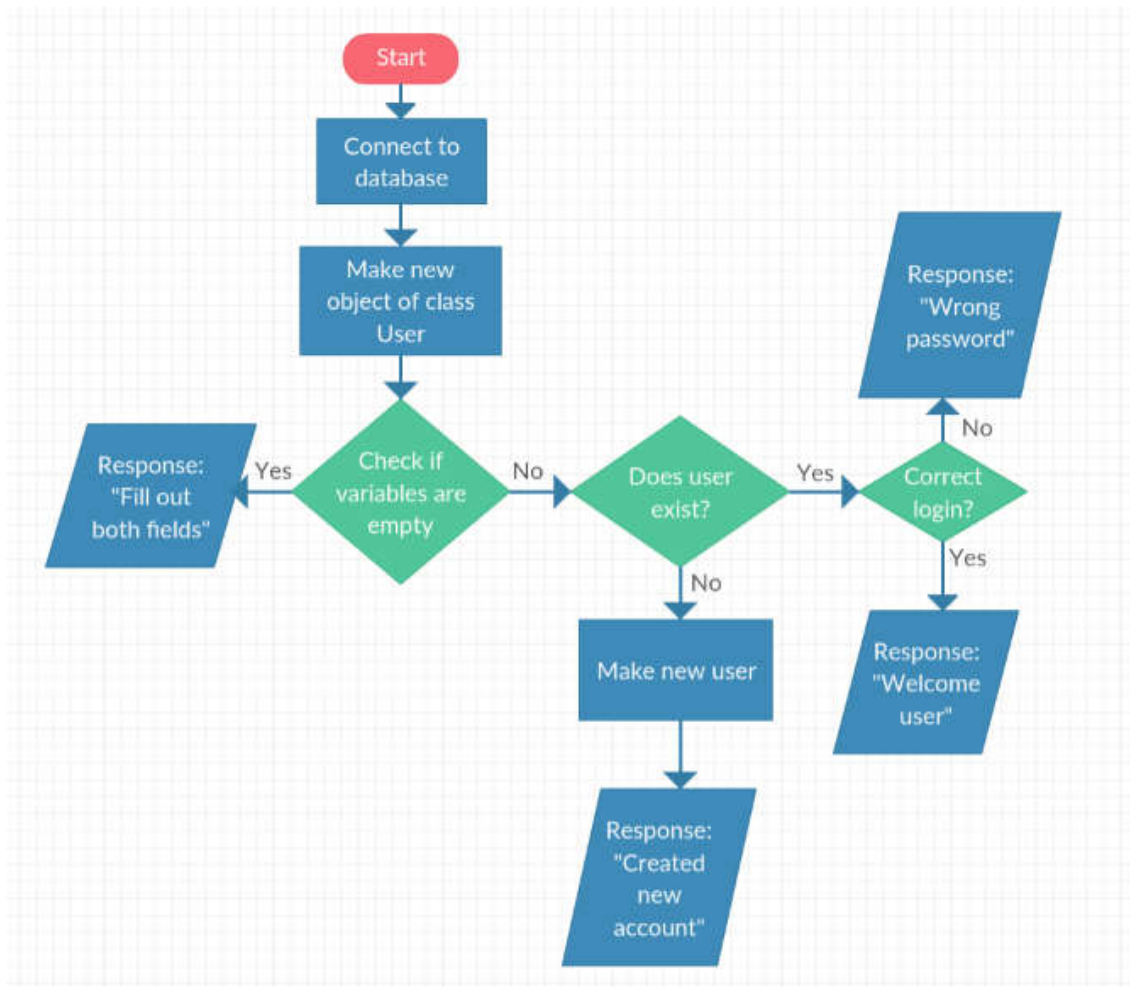 Start
Connect to
database
Make new
object of class
User
Check if
variables are
empty
Yes
Response:
"Fill out
both fields"
No
Does user
exist?
Yes
Correct
login?
No
Response:
"Wrong
password"
Yes
Response:
"Welcome
user"
No
Make new user
Response:
"Created
new
account"